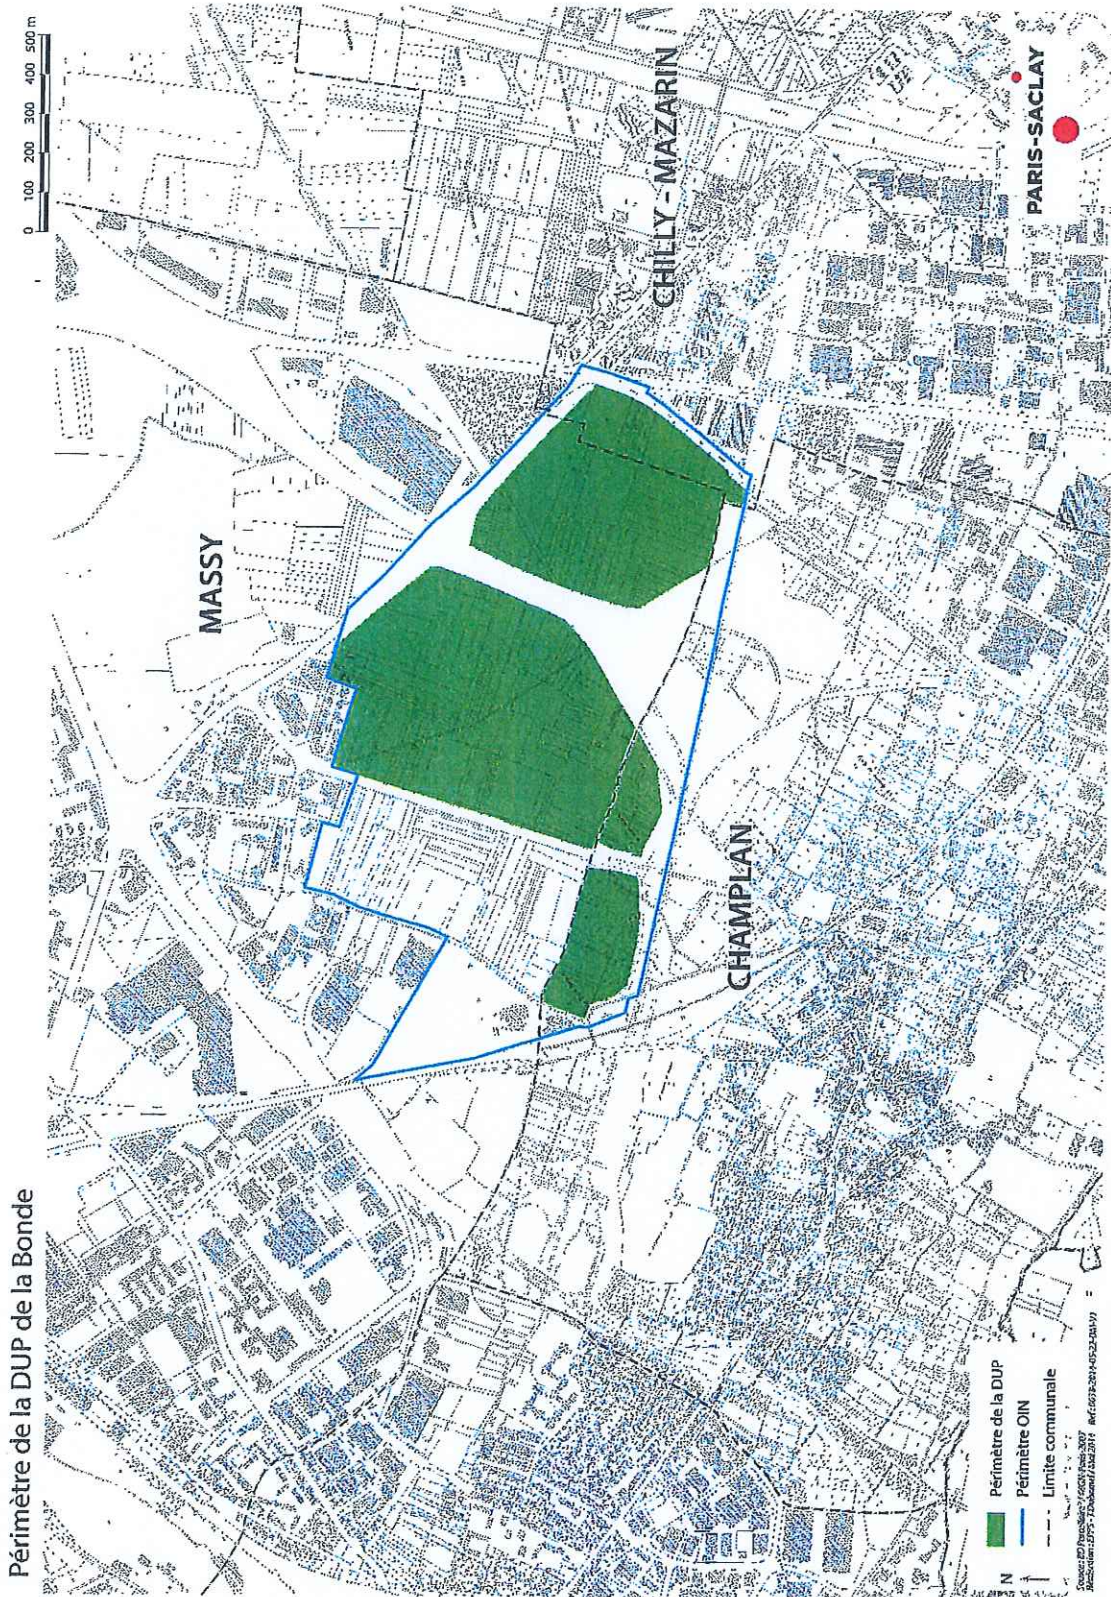 Périmètre de la DUP de la Bonde
0 100 200 300 400 500 m
MASSY
CHILLY - MAZARIN
CHAMPLAN
PARIS-SACLAY
N
Périmètre de la DUP
Périmètre OIN
Limite communale